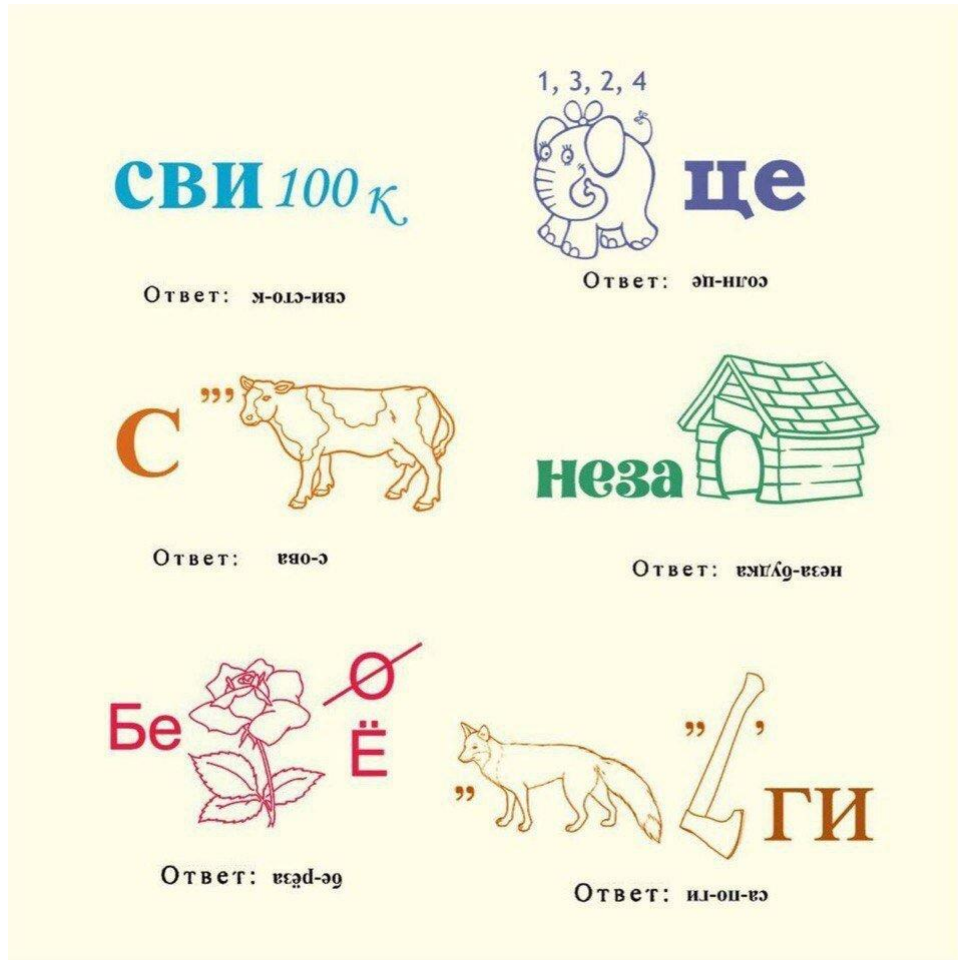 1, 3, 2, 4
СВИ 100 К
це
Ответ: сви-сто-к
Ответ: солн-це
С ’’’
неза
Ответ: с-ова
Ответ: неза-будка
Бе О
Ё
’’ ’’ ’ ГИ
Ответ: бе-рёза
Ответ: са-по-ги